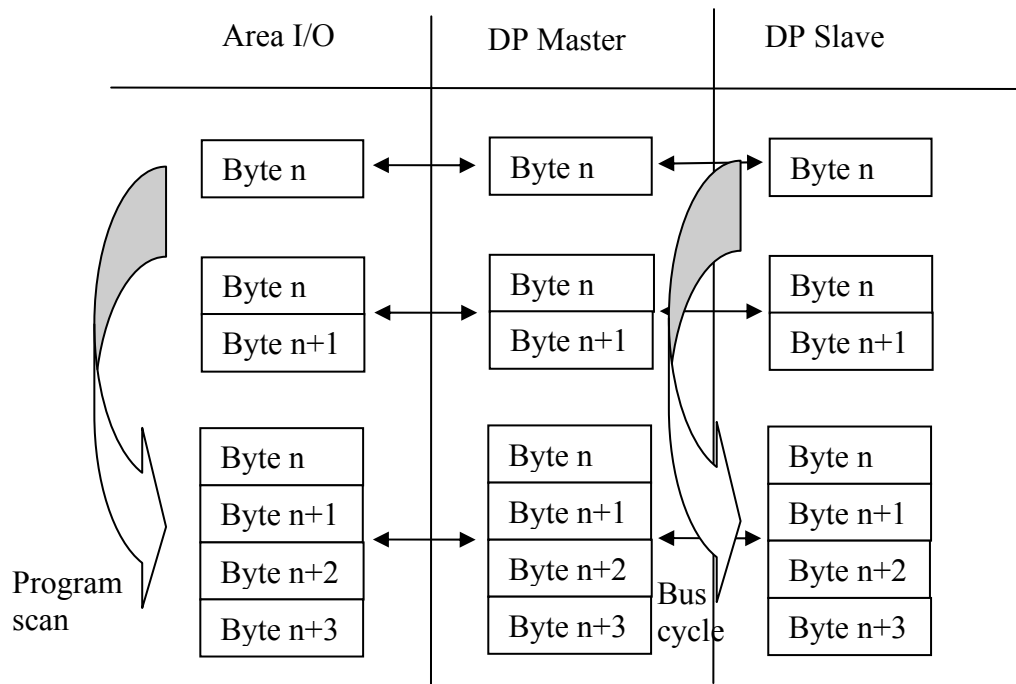 Area I/O
DP Master
DP Slave
Byte n
Byte n
Byte n
Byte n
Byte n+1
Byte n
Byte n+1
Byte n
Byte n+1
Byte n
Byte n+1
Byte n+2
Byte n+3
Byte n
Byte n+1
Byte n+2
Byte n+3
Byte n
Byte n+1
Byte n+2
Byte n+3
Program
scan
Bus
cycle